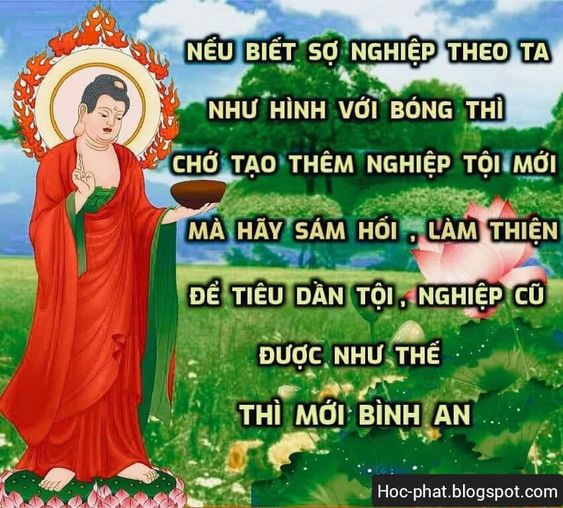 NẾU BIẾT SỢ NGHIỆP THEO TA
NHƯ HÌNH VỚI BÓNG THÌ
CHỚ TẠO THÊM NGHIỆP TỘI MỚI
MÀ HÃY SÁM HỐI , LÀM THIỆN
ĐỂ TIÊU DẦN TỘI , NGHIỆP CŨ
ĐƯỢC NHƯ THẾ
THÌ MỚI BÌNH AN
Hoc-phat.blogspot.com